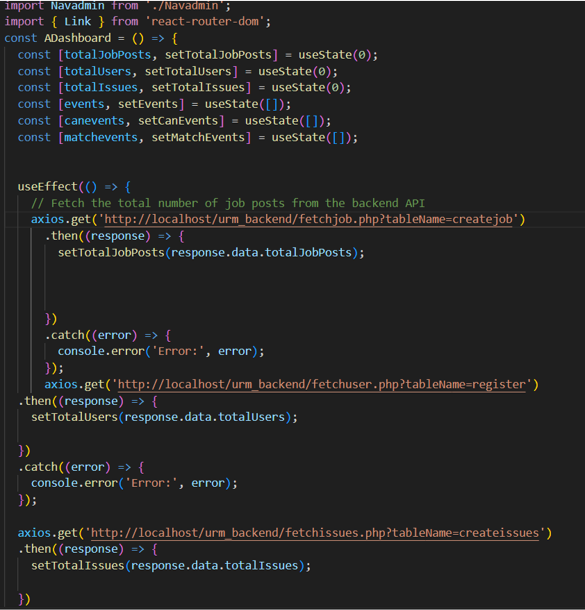 import Navadmin from './Navadmin';
import { Link } from 'react-router-dom';
const ADashboard = () => {
  const [totalJobPosts, setTotalJobPosts] = useState(0);
  const [totalUsers, setTotalUsers] = useState(0);
  const [totalIssues, setTotalIssues] = useState(0);
  const [events, setEvents] = useState([]);
  const [canevents, setCanEvents] = useState([]);
  const [matchevents, setMatchEvents] = useState([]);
  useEffect(() => {
    // Fetch the total number of job posts from the backend API
    axios.get('http://localhost/urm_backend/fetchjob.php?tableName=createjob')
      .then((response) => {
        setTotalJobPosts(response.data.totalJobPosts);
      })
      .catch((error) => {
        console.error('Error:', error);
      });
      axios.get('http://localhost/urm_backend/fetchuser.php?tableName=register')
  .then((response) => {
    setTotalUsers(response.data.totalUsers);
  })
  .catch((error) => {
    console.error('Error:', error);
  });
  axios.get('http://localhost/urm_backend/fetchissues.php?tableName=createissues')
  .then((response) => {
    setTotalIssues(response.data.totalIssues);
  })